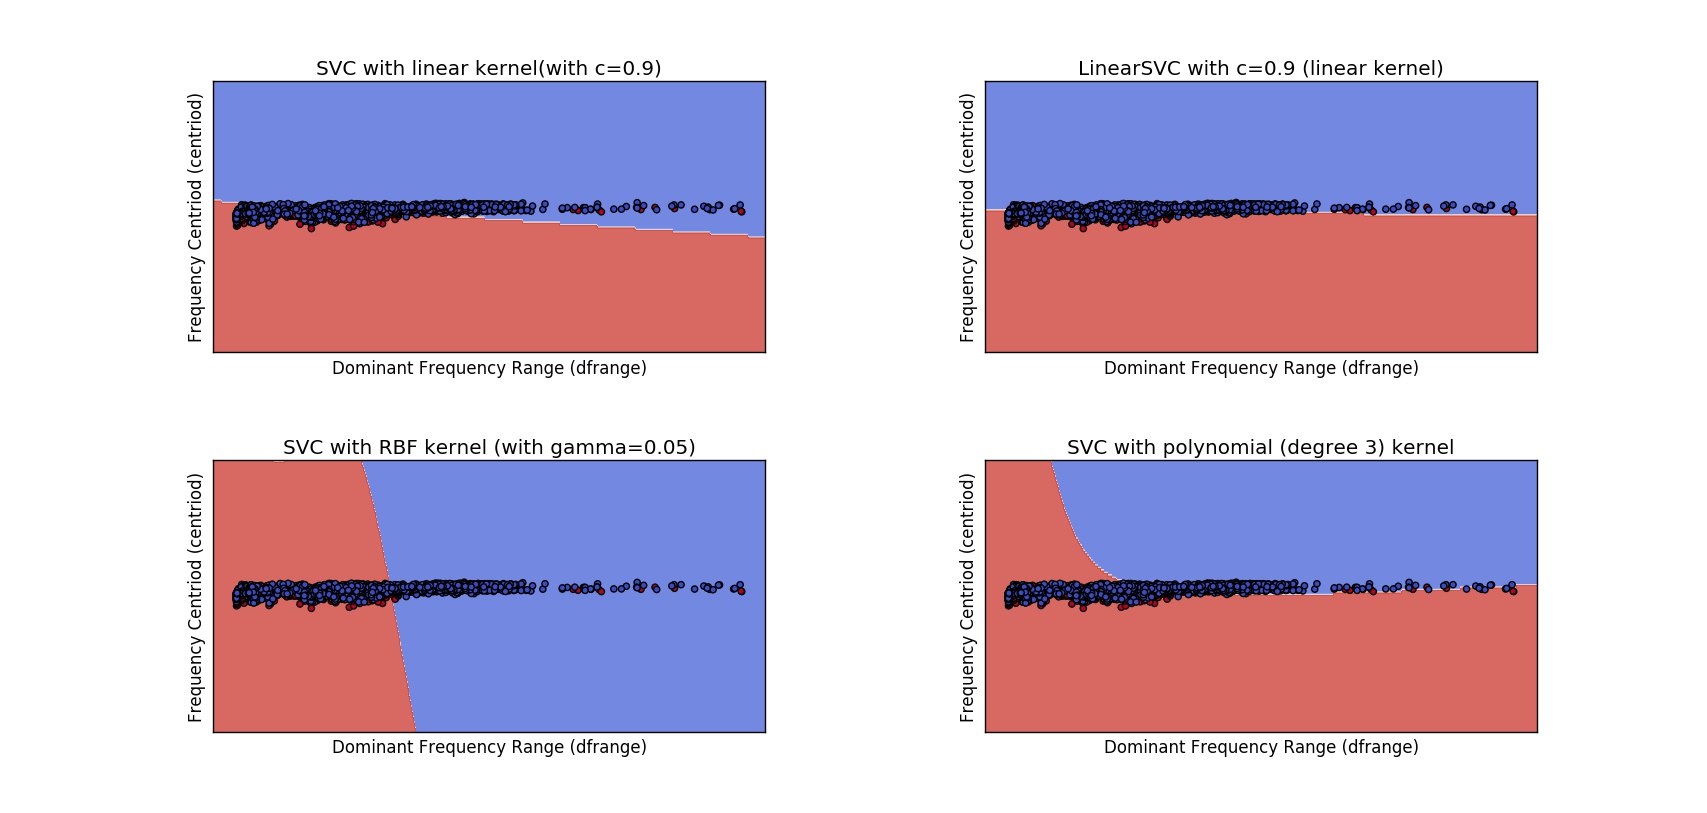 SVC with linear kernel(with c=0.9)
Frequency Centriod (centriod)
Dominant Frequency Range (dfrange)
LinearSVC with c=0.9 (linear kernel)
Frequency Centriod (centriod)
Dominant Frequency Range (dfrange)
SVC with RBF kernel (with gamma=0.05)
Frequency Centriod (centriod)
Dominant Frequency Range (dfrange)
SVC with polynomial (degree 3) kernel
Frequency Centriod (centriod)
Dominant Frequency Range (dfrange)